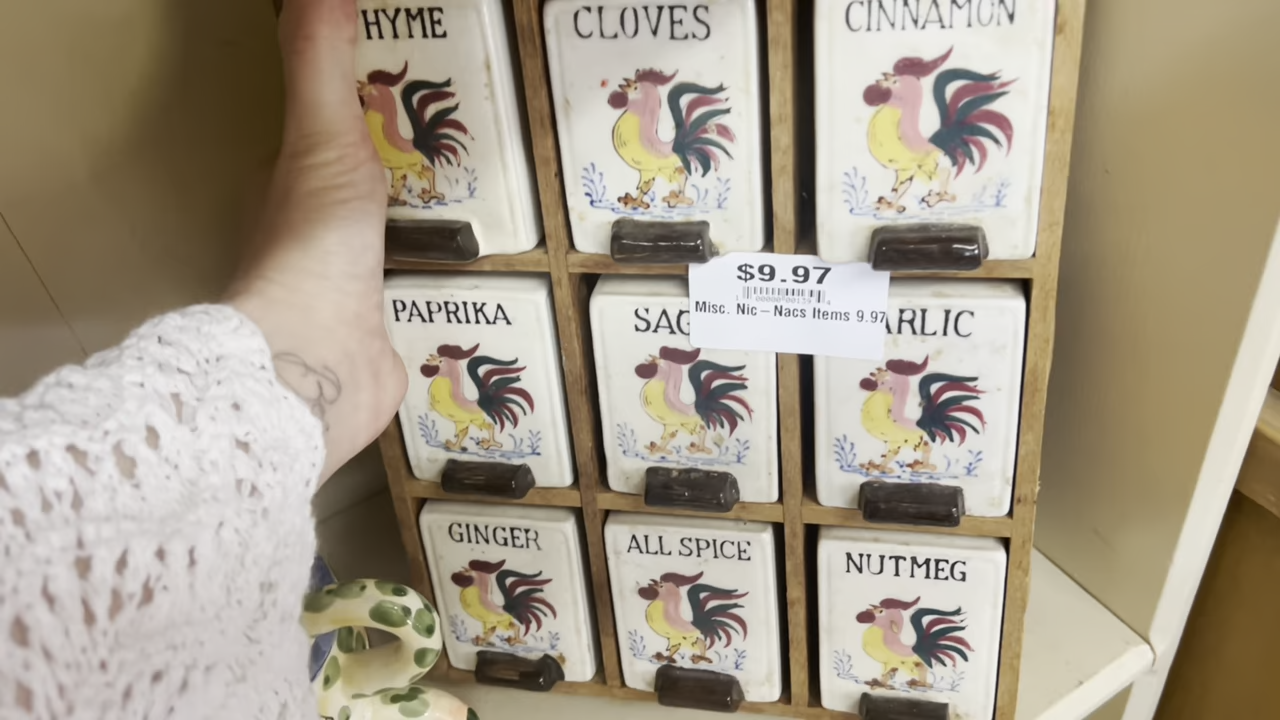 HYME
CLOVES
CINNAMON
$9.97
Misc. Nic-Nacs Items 9.97
PAPRIKA
SAG
ARLIC
GINGER
ALL SPICE
NUTMEG